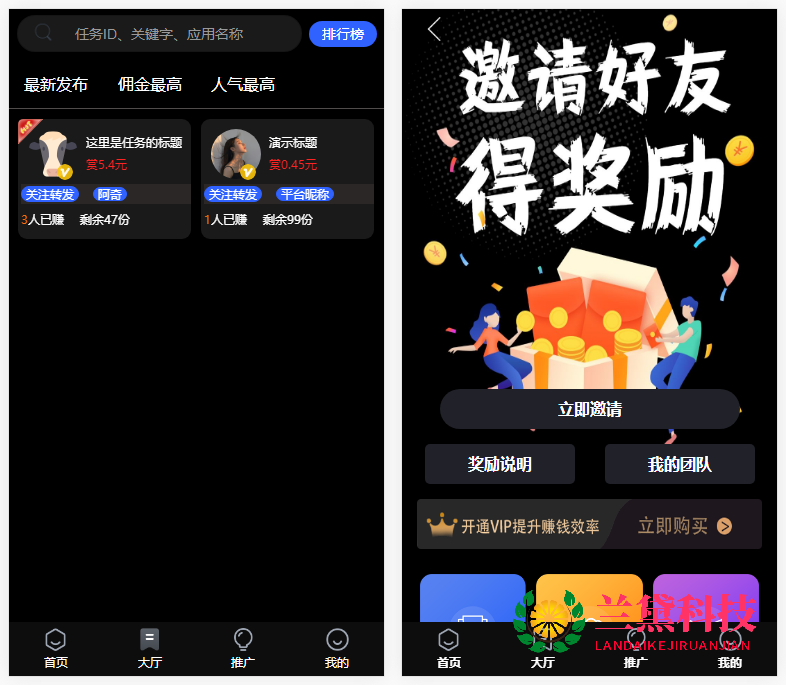 任务ID、关键字、应用名称
排行榜
最新发布 佣金最高 人气最高
这里是任务的标题
赏5.4元
关注转发 阿奇
3人已赚 剩余47份
演示标题
赏0.45元
关注转发 平台昵称
1人已赚 剩余99份
首页 大厅 推广 我的
邀请好友
得奖励
立即邀请
奖励说明 我的团队
开通VIP提升赚钱效率 立即购买
兰黛科技
LANDAIKEJIRUANJIAN
首页 大厅 推广 我的